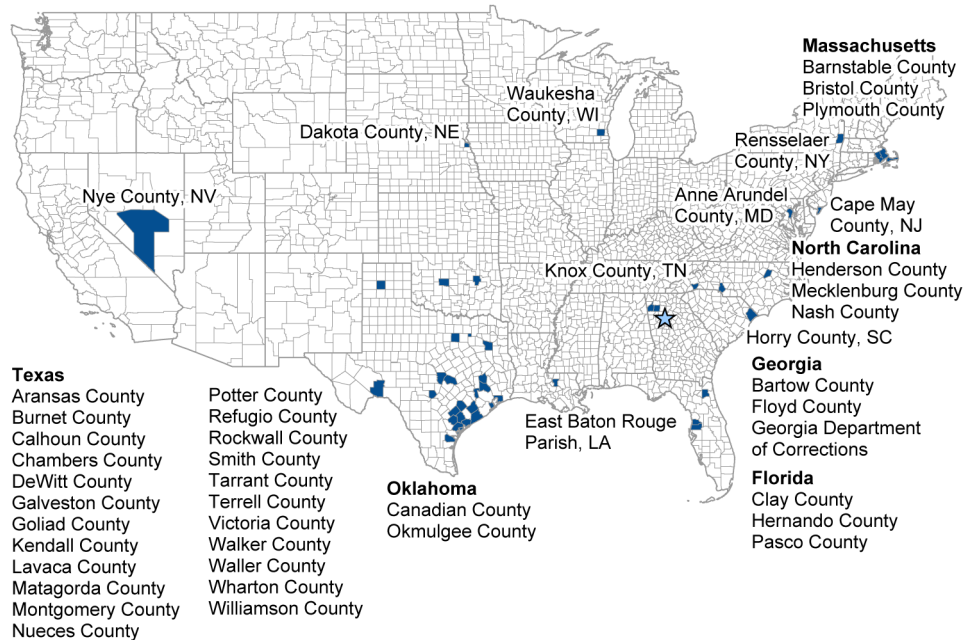 Massachusetts
Barnstable County
Bristol County
Plymouth County
Waukesha
County, WI
Dakota County, NE
Rensselaer
County, NY
Nye County, NV
Anne Arundel
County, MD
Cape May
County, NJ
North Carolina
Henderson County
Mecklenburg County
Nash County
Knox County, TN
Horry County, SC
Georgia
Bartow County
Floyd County
Georgia Department
of Corrections
Florida
Clay County
Hernando County
Pasco County
East Baton Rouge
Parish, LA
Oklahoma
Canadian County
Okmulgee County
Texas
Aransas County
Burnet County
Calhoun County
Chambers County
DeWitt County
Galveston County
Goliad County
Kendall County
Lavaca County
Matagorda County
Montgomery County
Nueces County
Potter County
Refugio County
Rockwall County
Smith County
Tarrant County
Terrell County
Victoria County
Walker County
Waller County
Wharton County
Williamson County